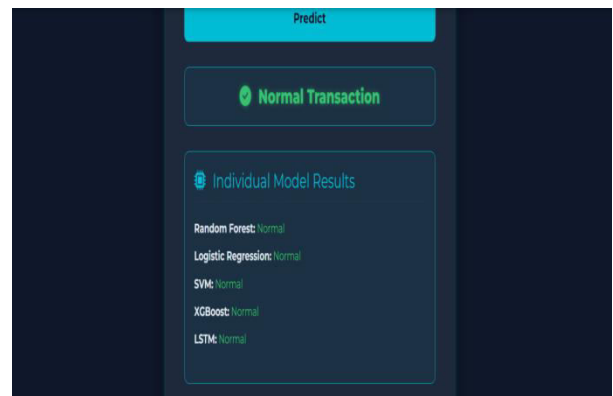 Predict
Normal Transaction
Individual Model Results
Random Forest: Normal
Logistic Regression: Normal
SVM: Normal
XGBoost: Normal
LSTM: Normal